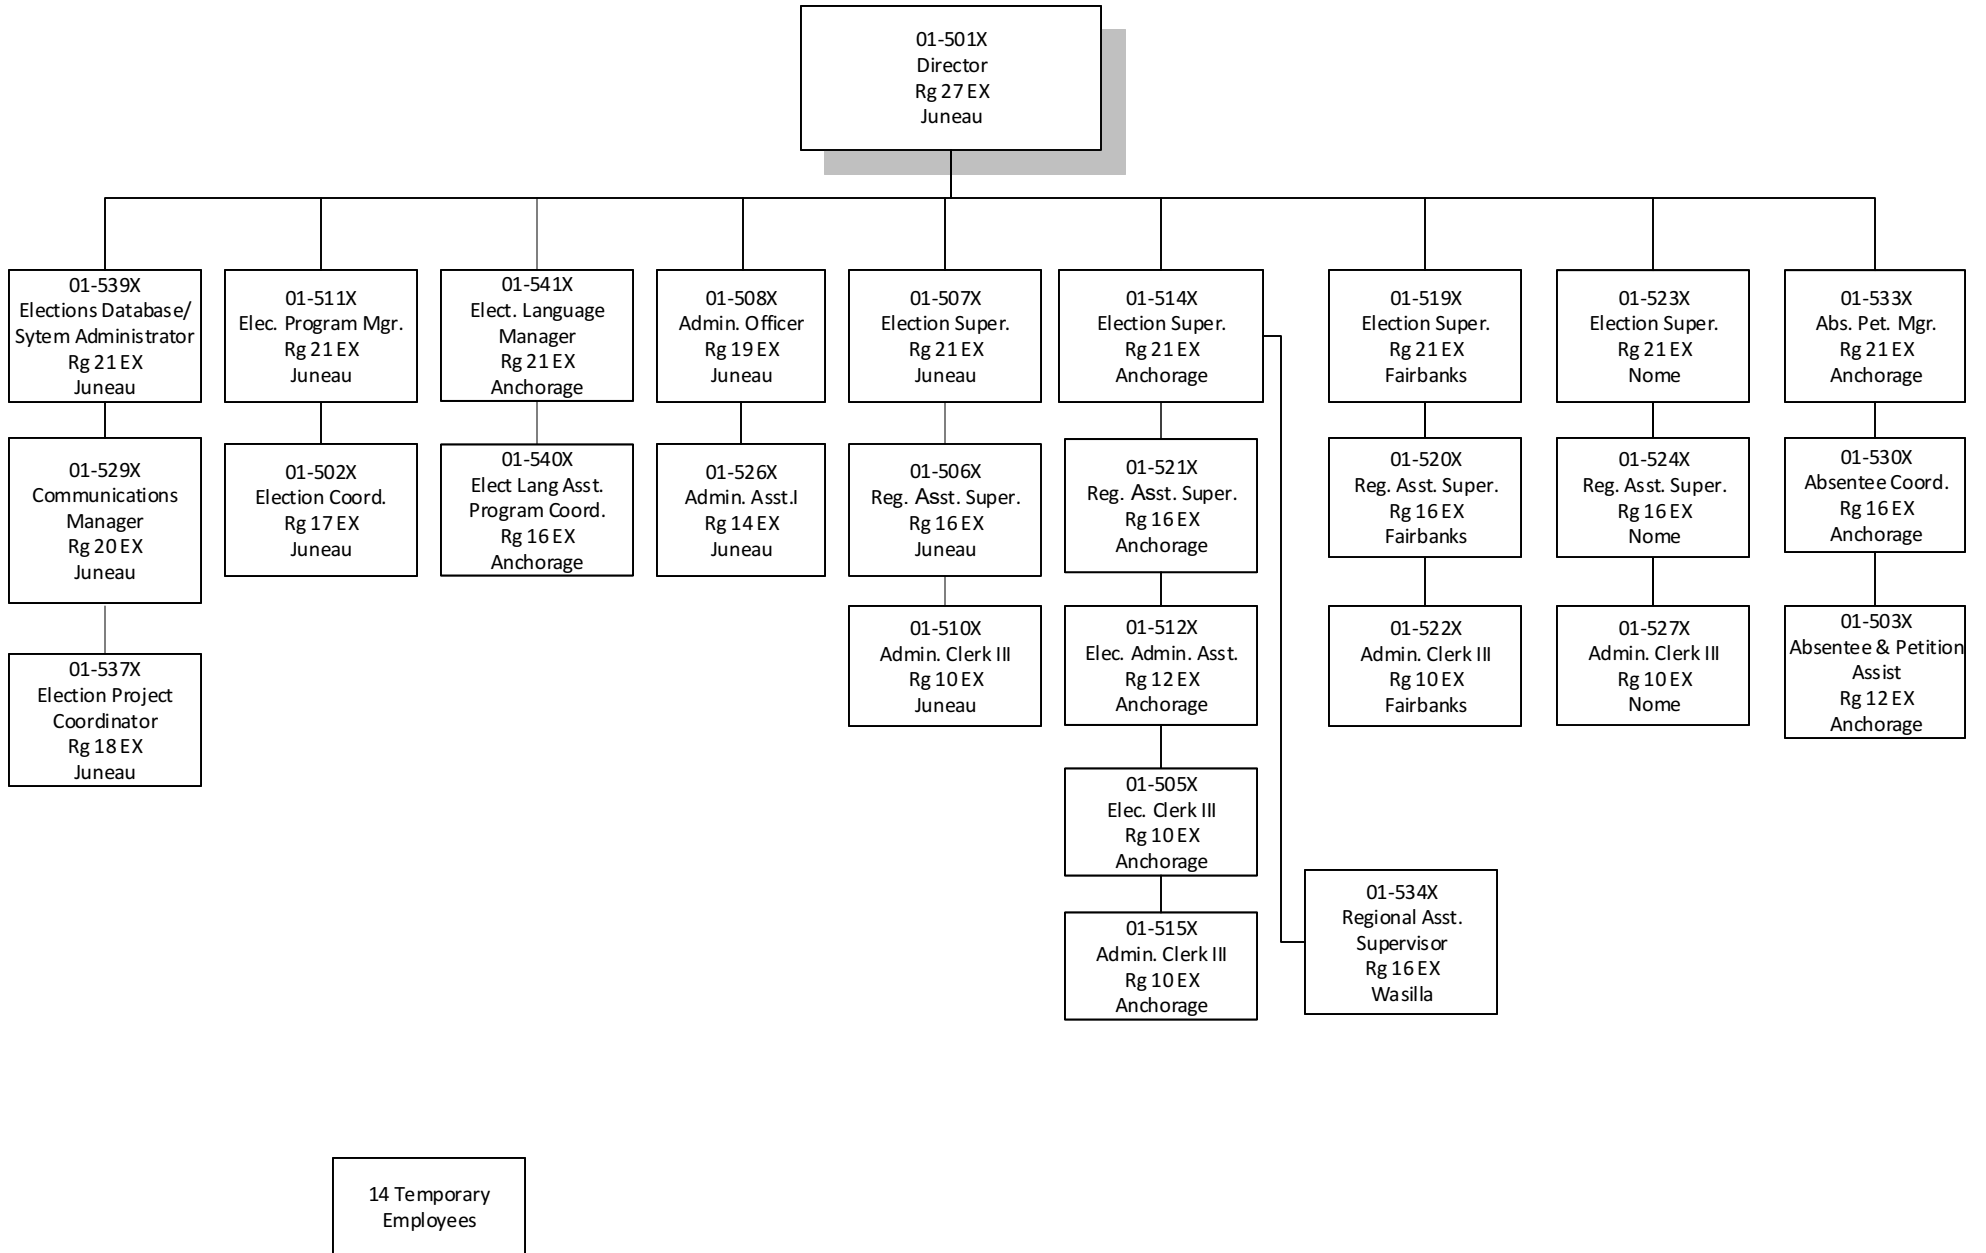 01-501X
Director
Rg 27 EX
Juneau
01-539X
Elections Database/
Sytem Administrator
Rg 21 EX
Juneau
01-511X
Elec. Program Mgr.
Rg 21 EX
Juneau
01-541X
Elect. Language
Manager
Rg 21 EX
Anchorage
01-508X
Admin. Officer
Rg 19 EX
Juneau
01-507X
Election Super.
Rg 21 EX
Juneau
01-514X
Election Super.
Rg 21 EX
Anchorage
01-519X
Election Super.
Rg 21 EX
Fairbanks
01-523X
Election Super.
Rg 21 EX
Nome
01-533X
Abs. Pet. Mgr.
Rg 21 EX
Anchorage
01-529X
Communications
Manager
Rg 20 EX
Juneau
01-502X
Election Coord.
Rg 17 EX
Juneau
01-540X
Elect Lang Asst.
Program Coord.
Rg 16 EX
Anchorage
01-526X
Admin. Asst.I
Rg 14 EX
Juneau
01-506X
Reg. Asst. Super.
Rg 16 EX
Juneau
01-521X
Reg. Asst. Super.
Rg 16 EX
Anchorage
01-520X
Reg. Asst. Super.
Rg 16 EX
Fairbanks
01-524X
Reg. Asst. Super.
Rg 16 EX
Nome
01-530X
Absentee Coord.
Rg 16 EX
Anchorage
01-537X
Election Project
Coordinator
Rg 18 EX
Juneau
01-510X
Admin. Clerk III
Rg 10 EX
Juneau
01-512X
Elec. Admin. Asst.
Rg 12 EX
Anchorage
01-522X
Admin. Clerk III
Rg 10 EX
Fairbanks
01-527X
Admin. Clerk III
Rg 10 EX
Nome
01-503X
Absentee & Petition
Assist
Rg 12 EX
Anchorage
01-505X
Elec. Clerk III
Rg 10 EX
Anchorage
01-515X
Admin. Clerk III
Rg 10 EX
Anchorage
01-534X
Regional Asst.
Supervisor
Rg 16 EX
Wasilla
14 Temporary
Employees